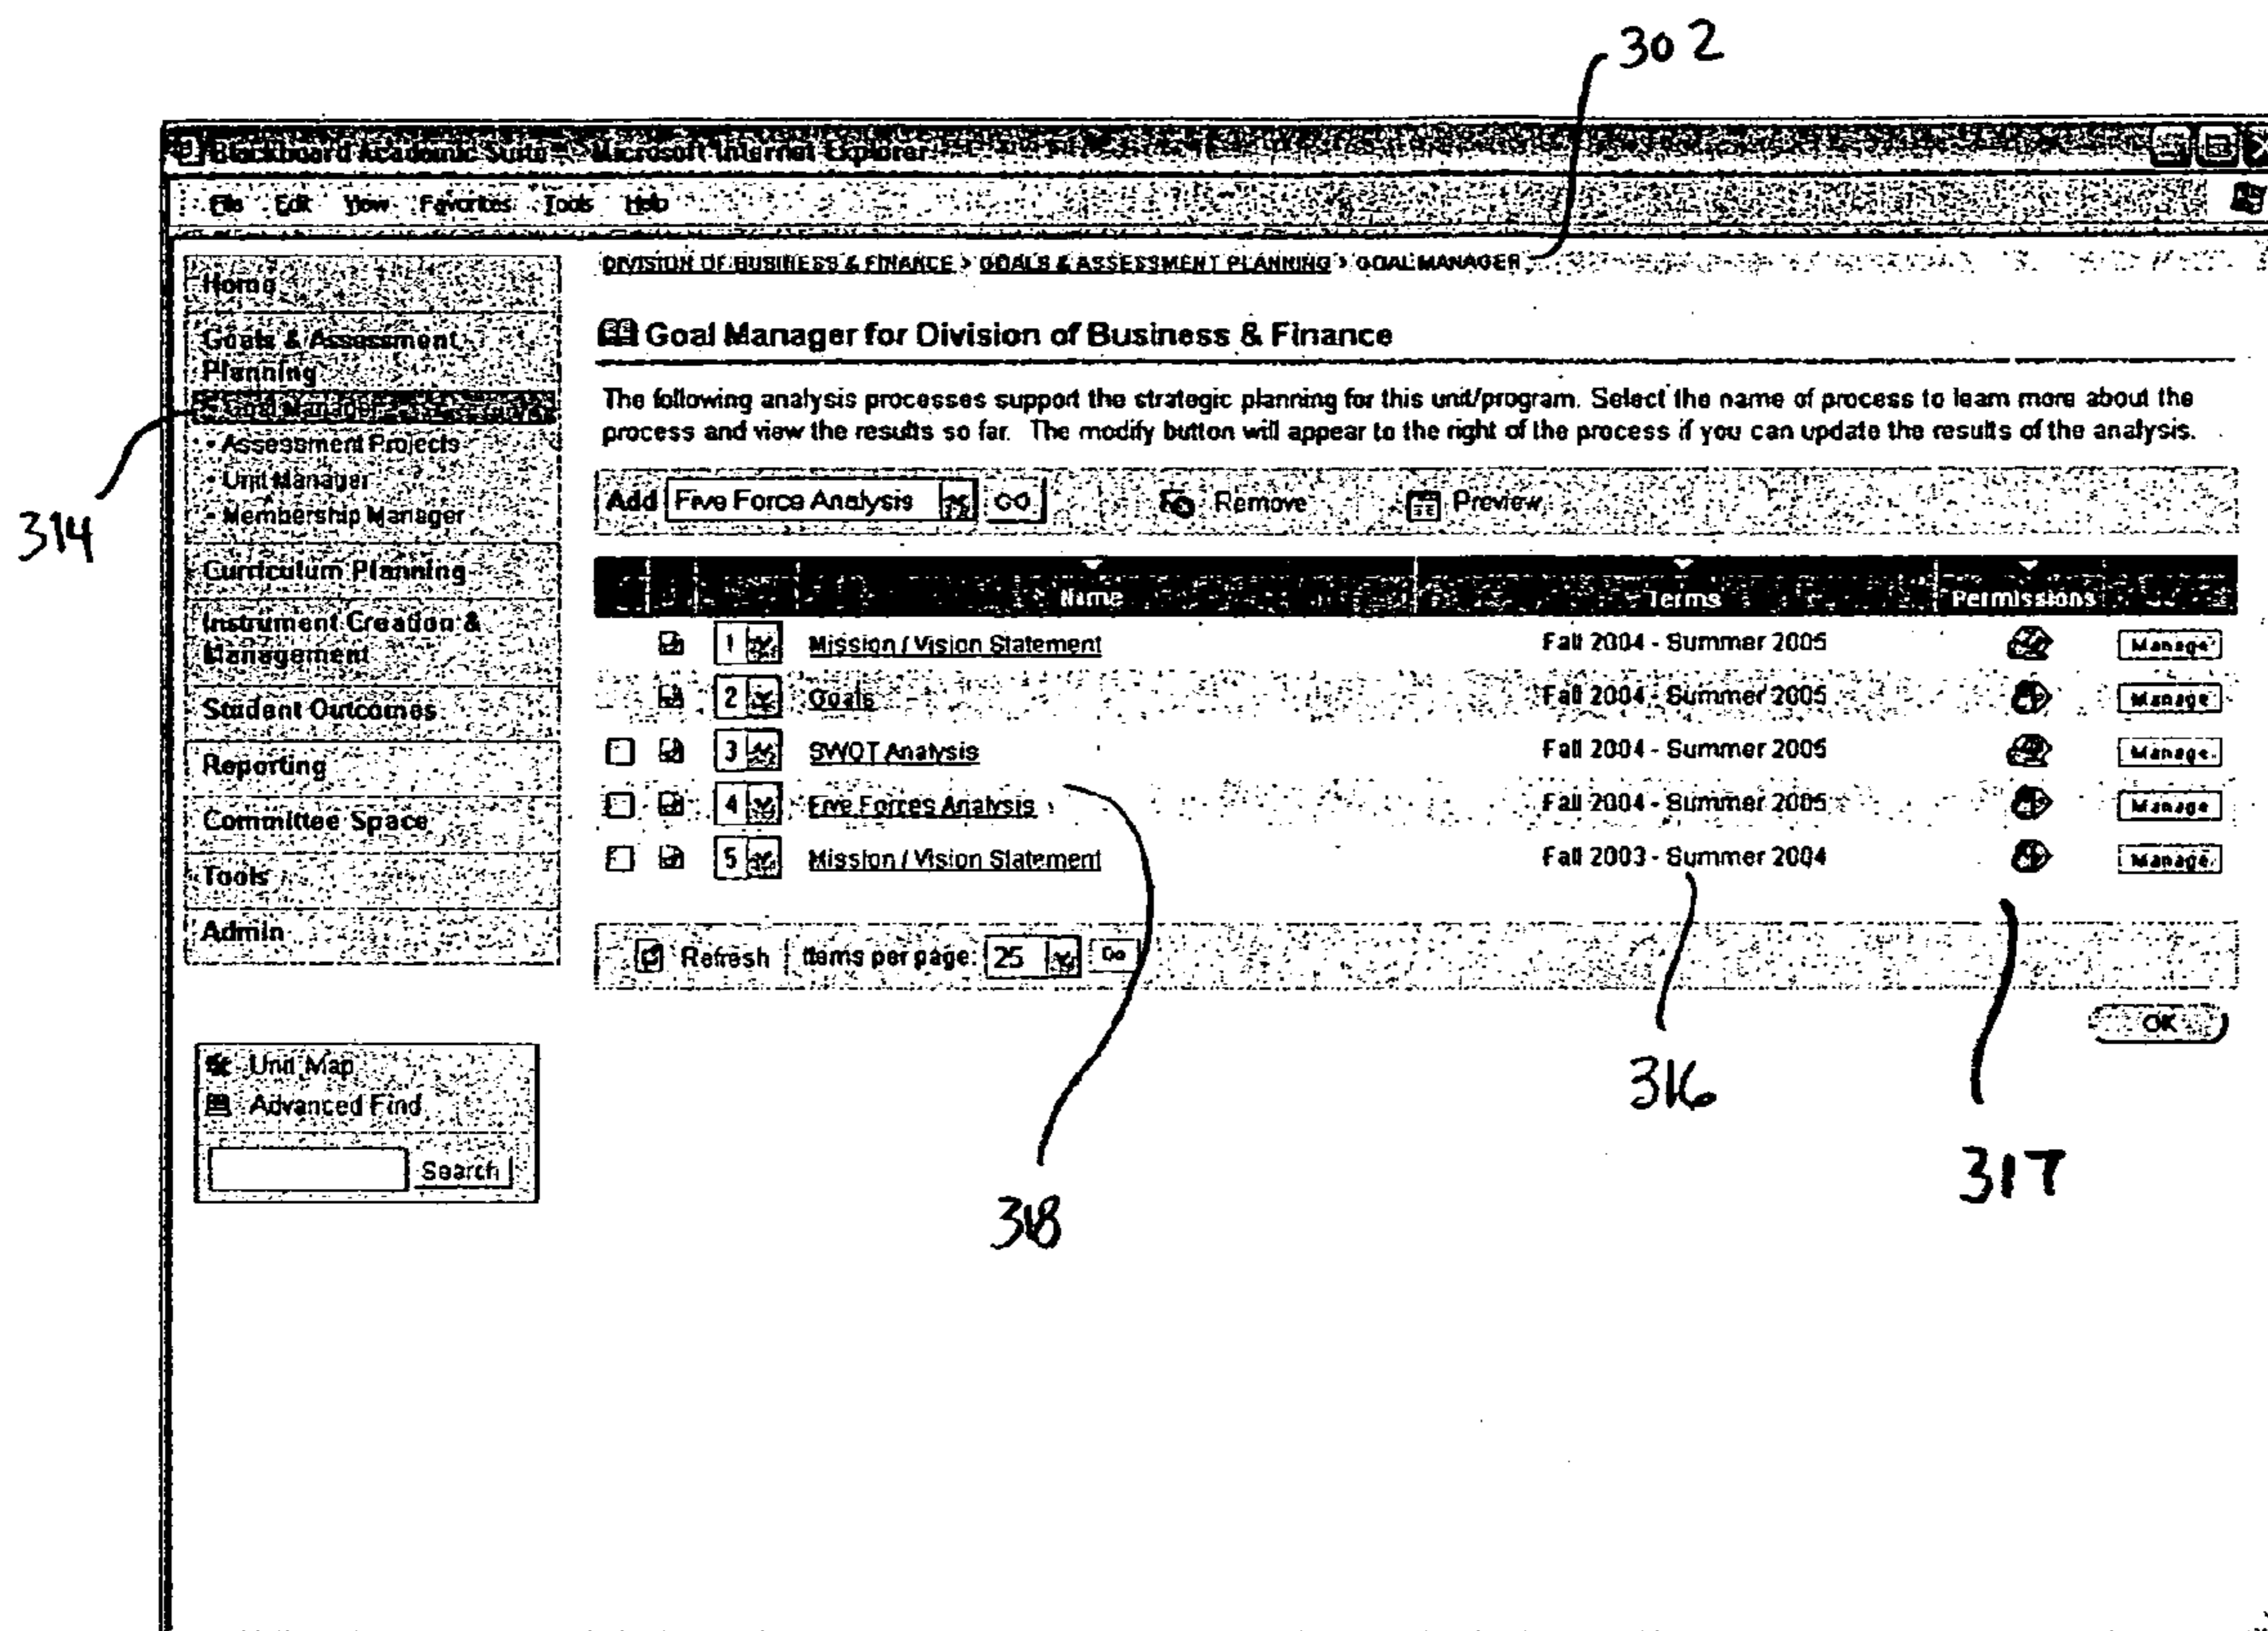 302
Blackboard Academic Suite - Microsoft Internet Explorer
File Edit View Favorites Tools Help
DIVISION OF BUSINESS & FINANCE > GOALS & ASSESSMENT PLANNING > GOAL MANAGER
Home
Goals & Assessment
Planning
• Goal Manager
• Assessment Projects
• Unit Manager
• Membership Manager
Curriculum Planning
Instrument Creation &
Management
Student Outcomes
Reporting
Committee Space
Tools
Admin
314
Goal Manager for Division of Business & Finance
The following analysis processes support the strategic planning for this unit/program. Select the name of process to learn more about the
process and view the results so far. The modify button will appear to the right of the process if you can update the results of the analysis.
Add Five Force Analysis GO Remove Preview
Name Terms Permissions
1 Mission / Vision Statement Fall 2004 - Summer 2005 Manage
2 Goals Fall 2004 - Summer 2005 Manage
3 SWOT Analysis Fall 2004 - Summer 2005 Manage
4 Five Forces Analysis Fall 2004 - Summer 2005 Manage
5 Mission / Vision Statement Fall 2003 - Summer 2004 Manage
Refresh Items per page: 25 Go
OK
Unit Map
Advanced Find
Search
316
317
318